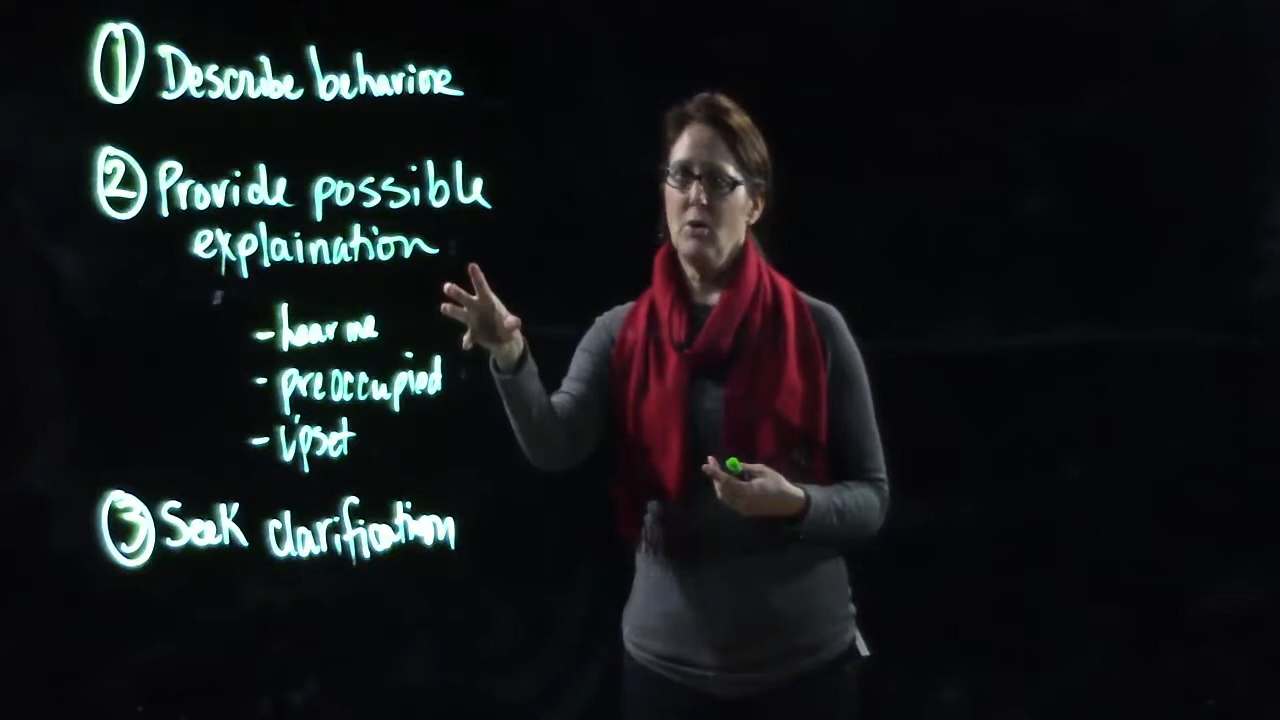 ① Describe behavior
② Provide possible
explaination
- hear me
- preoccupied
- upset
③ Seek clarification